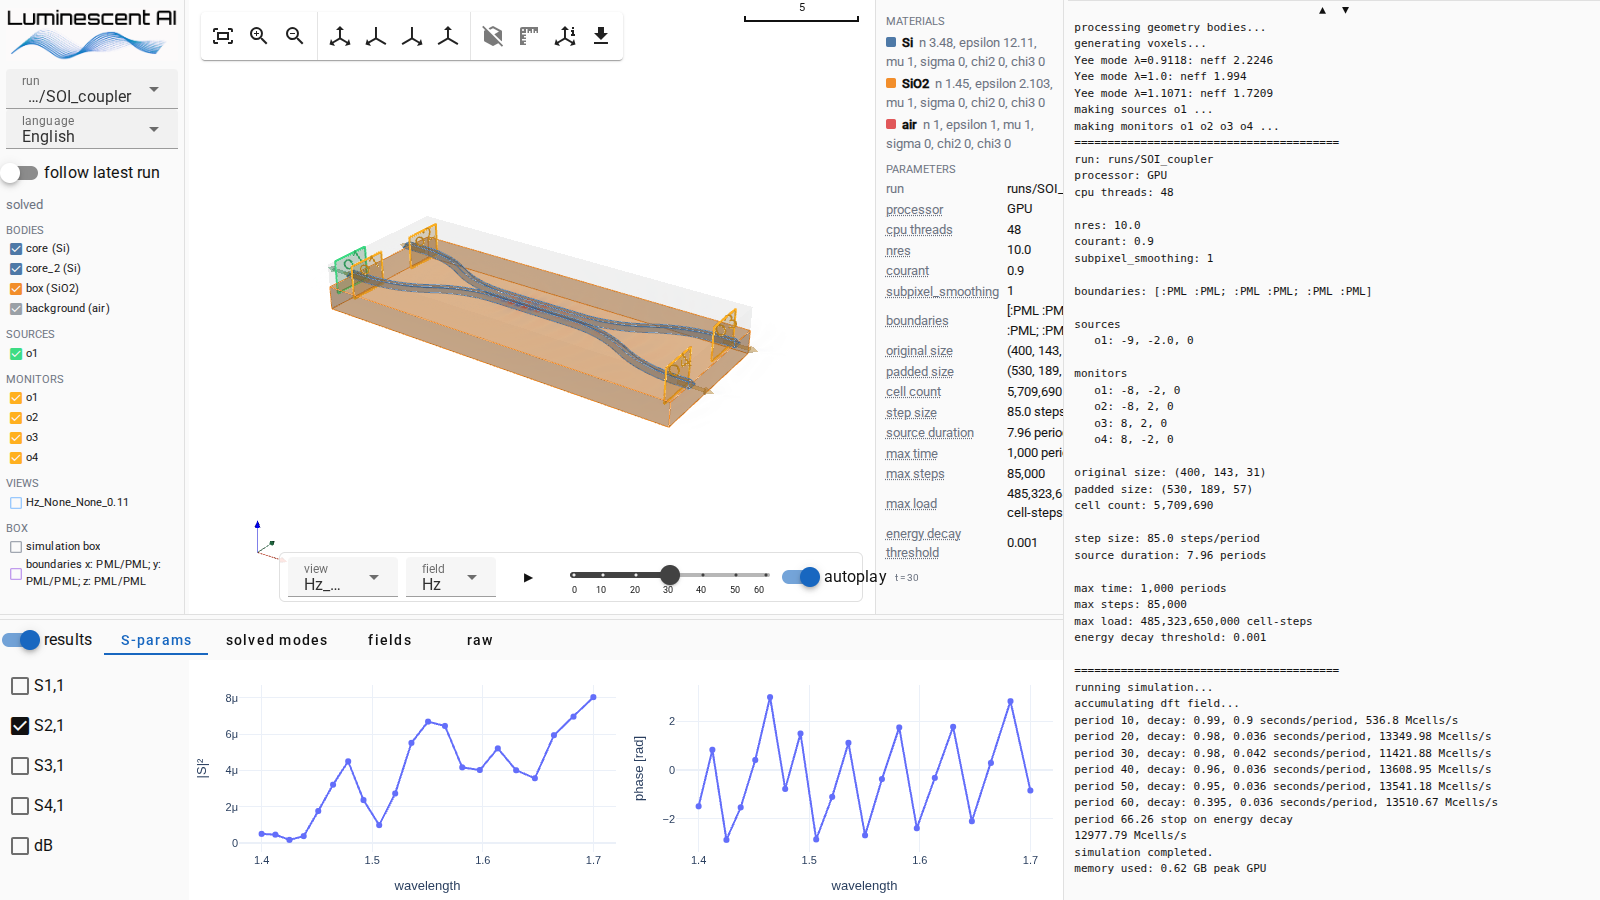 Luminescent AI
run
.../SOI_coupler
language
English
follow latest run
solved
BODIES
core (Si)
core_2 (Si)
box (SiO2)
background (air)
SOURCES
o1
MONITORS
o1
o2
o3
o4
VIEWS
Hz_None_None_0.11
BOX
simulation box
boundaries x: PML/PML; y:
PML/PML; z: PML/PML
5
view
Hz_...
field
Hz
0 10 20 30 40 50 60
autoplay
t = 30
MATERIALS
Si n 3.48, epsilon 12.11,
mu 1, sigma 0, chi2 0, chi3 0
SiO2 n 1.45, epsilon 2.103,
mu 1, sigma 0, chi2 0, chi3 0
air n 1, epsilon 1, mu 1,
sigma 0, chi2 0, chi3 0
PARAMETERS
run runs/SOI_
processor GPU
cpu threads 48
nres 10.0
courant 0.9
subpixel_smoothing 1
boundaries [:PML :PM
:PML; :PM
original size (400, 143,
padded size (530, 189,
cell count 5,709,690
step size 85.0 steps
source duration 7.96 perio
max time 1,000 peri
max steps 85,000
max load 485,323,6
cell-steps
energy decay
threshold 0.001
results
S-params
solved modes
fields
raw
S1,1
S2,1
S3,1
S4,1
dB
|S|²
8μ
6μ
4μ
2μ
0
1.4 1.5 1.6 1.7
wavelength
phase [rad]
2
0
−2
1.4 1.5 1.6 1.7
wavelength
▲ ▼
processing geometry bodies...
generating voxels...
Yee mode λ=0.9118: neff 2.2246
Yee mode λ=1.0: neff 1.994
Yee mode λ=1.1071: neff 1.7209
making sources o1 ...
making monitors o1 o2 o3 o4 ...
========================================
run: runs/SOI_coupler
processor: GPU
cpu threads: 48
nres: 10.0
courant: 0.9
subpixel_smoothing: 1
boundaries: [:PML :PML; :PML :PML; :PML :PML]
sources
o1: -9, -2.0, 0
monitors
o1: -8, -2, 0
o2: -8, 2, 0
o3: 8, 2, 0
o4: 8, -2, 0
original size: (400, 143, 31)
padded size: (530, 189, 57)
cell count: 5,709,690
step size: 85.0 steps/period
source duration: 7.96 periods
max time: 1,000 periods
max steps: 85,000
max load: 485,323,650,000 cell-steps
energy decay threshold: 0.001
========================================
running simulation...
accumulating dft field...
period 10, decay: 0.99, 0.9 seconds/period, 536.8 Mcells/s
period 20, decay: 0.98, 0.036 seconds/period, 13349.98 Mcells/s
period 30, decay: 0.98, 0.042 seconds/period, 11421.88 Mcells/s
period 40, decay: 0.96, 0.036 seconds/period, 13608.95 Mcells/s
period 50, decay: 0.95, 0.036 seconds/period, 13541.18 Mcells/s
period 60, decay: 0.395, 0.036 seconds/period, 13510.67 Mcells/s
period 66.26 stop on energy decay
12977.79 Mcells/s
simulation completed.
memory used: 0.62 GB peak GPU